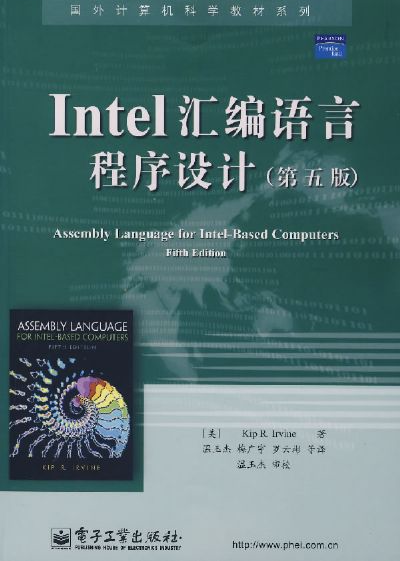 国外计算机科学教材系列
PEARSON
Prentice Hall
Intel 汇编语言
程序设计(第五版)
Assembly Language for Intel-Based Computers
Fifth Edition
ASSEMBLY LANGUAGE
FOR INTEL-BASED COMPUTERS
FIFTH EDITION
KIP R. IRVINE
[美] Kip R. Irvine 著
温玉杰 梅广宇 罗云彬 等译
温玉杰 审校
电子工业出版社
PUBLISHING HOUSE OF ELECTRONICS INDUSTRY
http://www.phei.com.cn